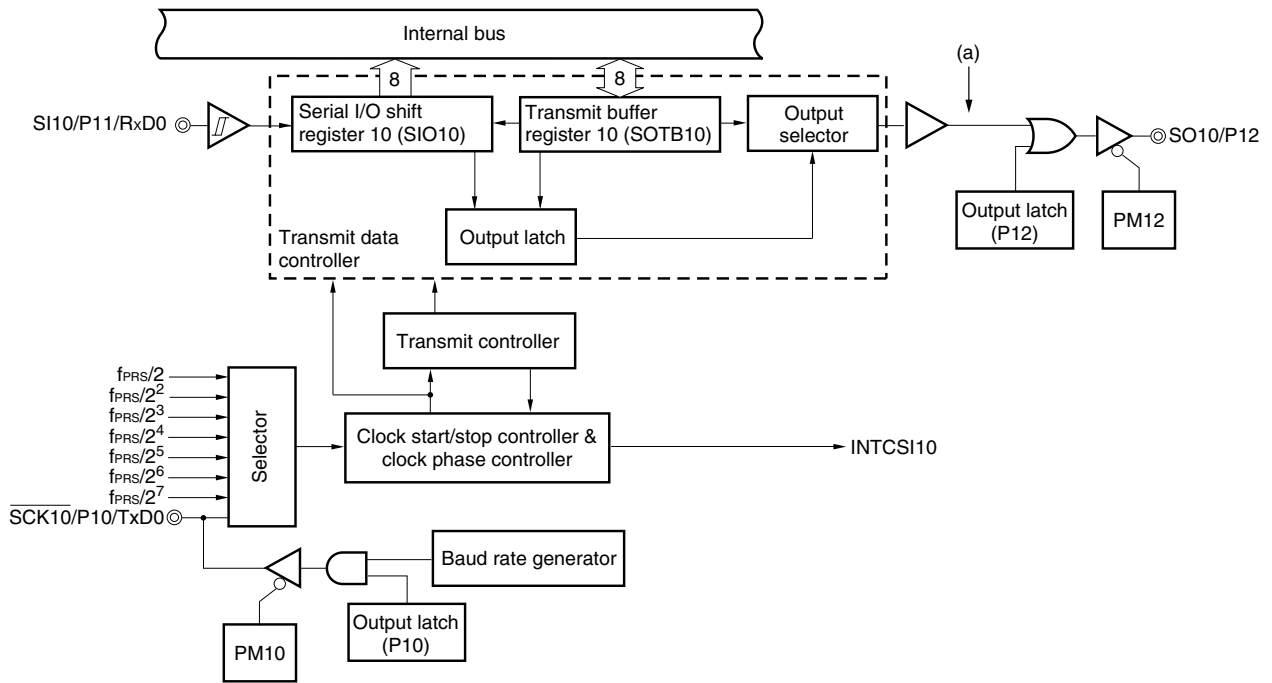 Internal bus
(a)
8
8
SI10/P11/RxD0
Serial I/O shift
register 10 (SIO10)
Transmit buffer
register 10 (SOTB10)
Output
selector
SO10/P12
Output latch
(P12)
PM12
Output latch
Transmit data
controller
Transmit controller
fPRS/2
fPRS/2²
fPRS/2³
fPRS/2⁴
fPRS/2⁵
fPRS/2⁶
fPRS/2⁷
S̅C̅K̅1̅0̅/P10/TxD0
Selector
Clock start/stop controller &
clock phase controller
INTCSI10
Baud rate generator
Output latch
(P10)
PM10